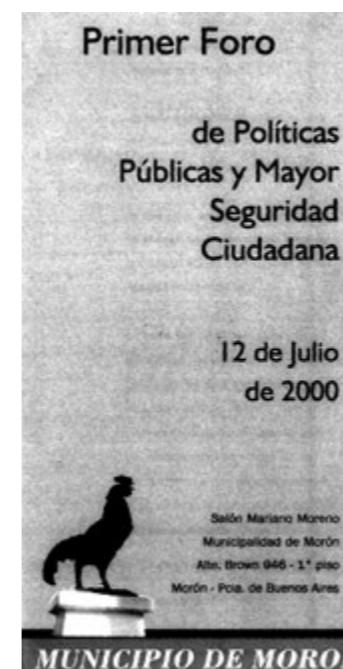 Primer Foro
de Políticas
Públicas y Mayor
Seguridad
Ciudadana
12 de Julio
de 2000
Salón Mariano Moreno
Municipalidad de Morón
Alte. Brown 946 - 1.° piso
Morón - Pcia. de Buenos Aires
MUNICIPIO DE MORO